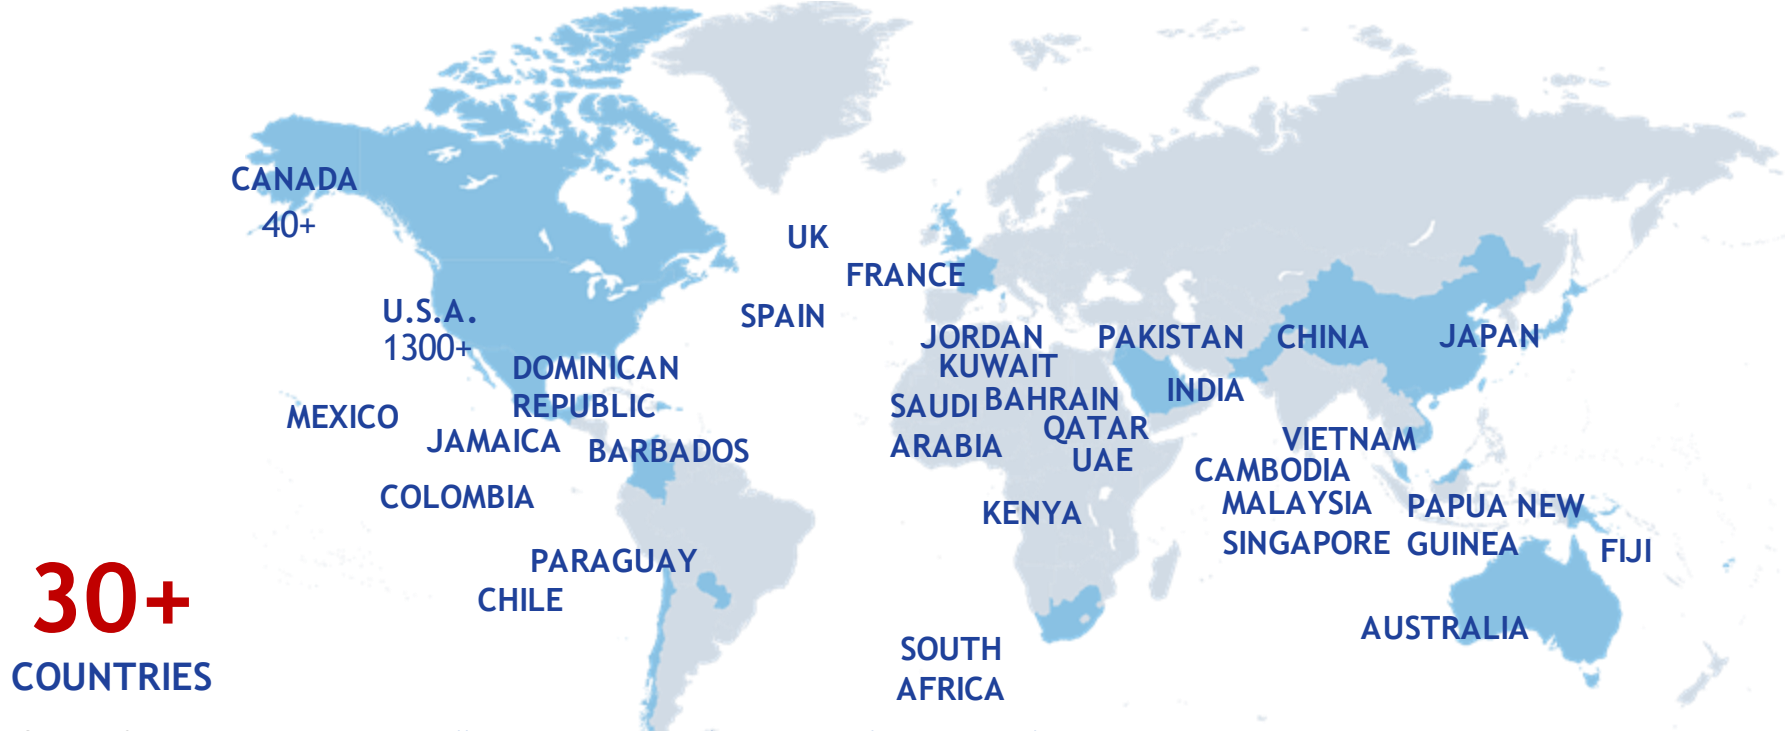 CANADA
40+
U.S.A.
1300+
MEXICO
DOMINICAN
REPUBLIC
JAMAICA
BARBADOS
COLOMBIA
PARAGUAY
CHILE
30+
COUNTRIES
UK
FRANCE
SPAIN
JORDAN
KUWAIT
SAUDI
ARABIA
BAHRAIN
QATAR
UAE
KENYA
SOUTH
AFRICA
PAKISTAN
INDIA
CHINA
JAPAN
VIETNAM
CAMBODIA
MALAYSIA
SINGAPORE
PAPUA NEW
GUINEA
FIJI
AUSTRALIA